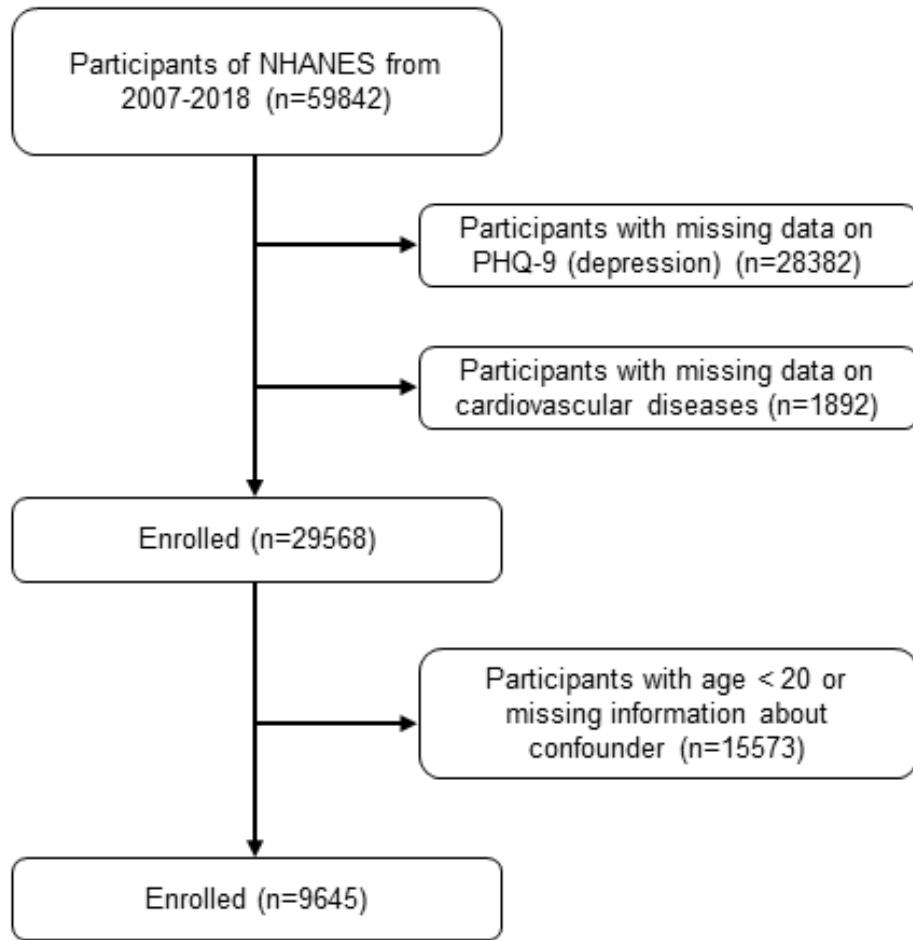 Participants of NHANES from
2007-2018 (n=59842)
Participants with missing data on
PHQ-9 (depression) (n=28382)
Participants with missing data on
cardiovascular diseases (n=1892)
Enrolled (n=29568)
Participants with age < 20 or
missing information about
confounder (n=15573)
Enrolled (n=9645)